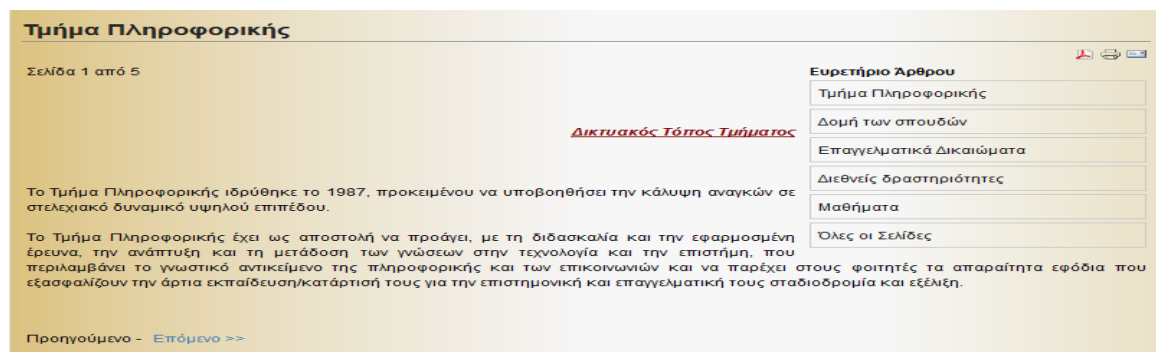 Τμήμα Πληροφορικής
Σελίδα 1 από 5
Ευρετήριο Άρθρου
Τμήμα Πληροφορικής
Δομή των σπουδών
Επαγγελματικά Δικαιώματα
Διεθνείς δραστηριότητες
Μαθήματα
Όλες οι Σελίδες
Δικτυακός Τόπος Τμήματος
Το Τμήμα Πληροφορικής ιδρύθηκε το 1987, προκειμένου να υποβοηθήσει την κάλυψη αναγκών σε
στελεχιακό δυναμικό υψηλού επιπέδου.
Το Τμήμα Πληροφορικής έχει ως αποστολή να προάγει, με τη διδασκαλία και την εφαρμοσμένη
έρευνα, την ανάπτυξη και τη μετάδοση των γνώσεων στην τεχνολογία και την επιστήμη, που
περιλαμβάνει το γνωστικό αντικείμενο της πληροφορικής και των επικοινωνιών και να παρέχει στους φοιτητές τα απαραίτητα εφόδια που
εξασφαλίζουν την άρτια εκπαίδευση/κατάρτισή τους για την επιστημονική και επαγγελματική τους σταδιοδρομία και εξέλιξη.
Προηγούμενο - Επόμενο >>